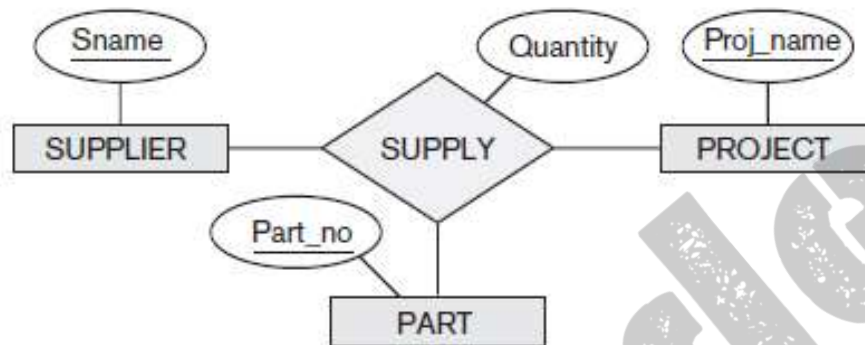 Sname
Quantity
Proj_name
SUPPLIER
SUPPLY
PROJECT
Part_no
PART